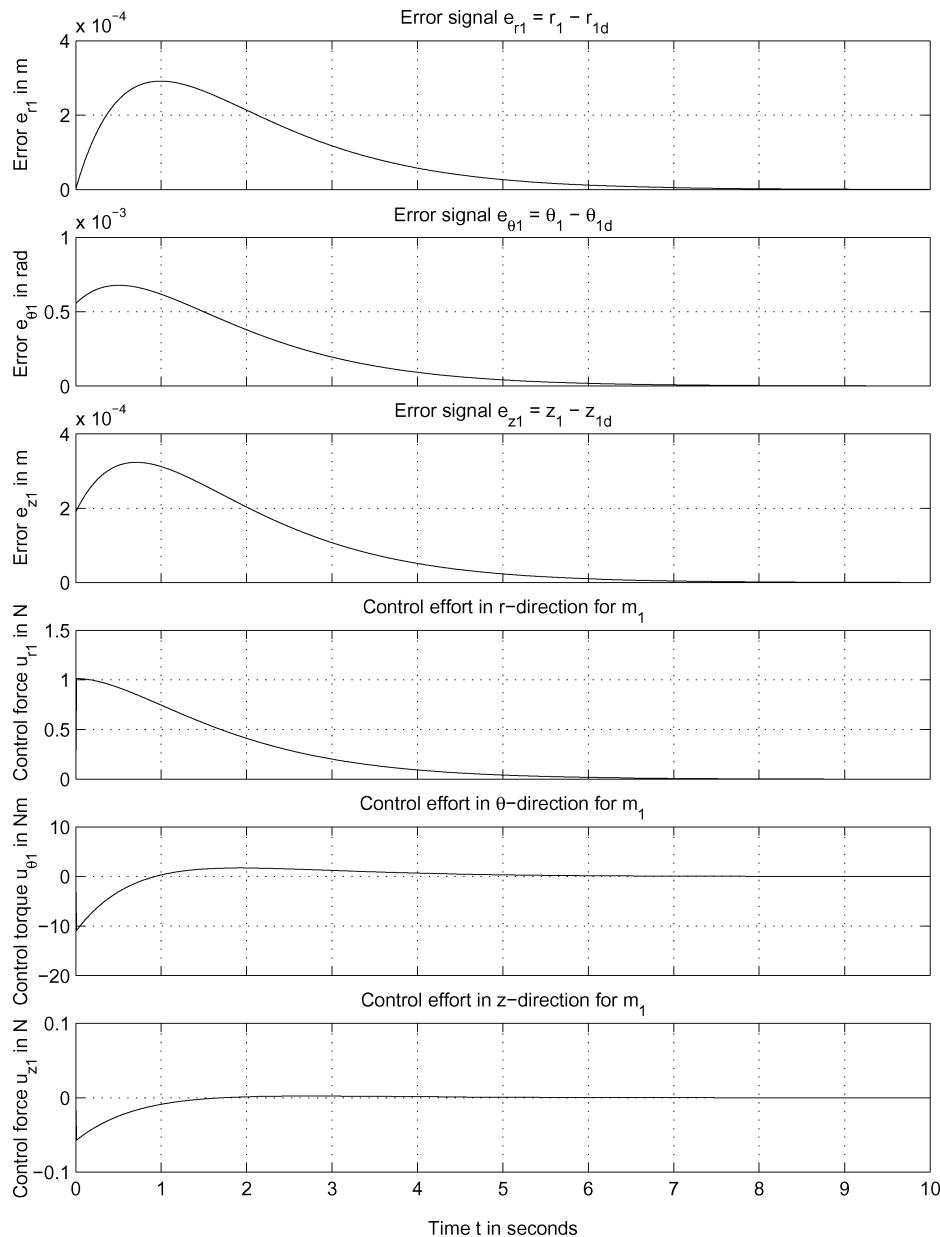 Error signal e_r1 = r_1 − r_1d
x 10^−4
Error e_r1 in m
4
2
0
Error signal e_θ1 = θ_1 − θ_1d
x 10^−3
Error e_θ1 in rad
1
0.5
0
Error signal e_z1 = z_1 − z_1d
x 10^−4
Error e_z1 in m
4
2
0
Control effort in r−direction for m_1
Control force u_r1 in N
1.5
1
0.5
0
Control effort in θ−direction for m_1
Control torque u_θ1 in Nm
10
0
−10
−20
Control effort in z−direction for m_1
Control force u_z1 in N
0.1
0
−0.1
0 1 2 3 4 5 6 7 8 9 10
Time t in seconds